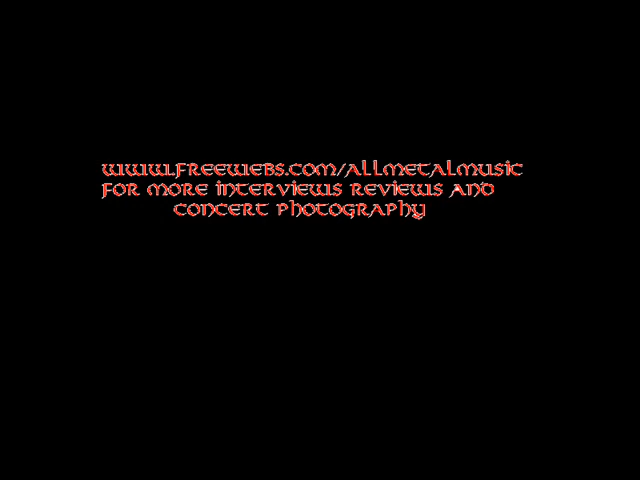 www.freewebs.com/allmetalmusic
for more interviews reviews and
concert photography